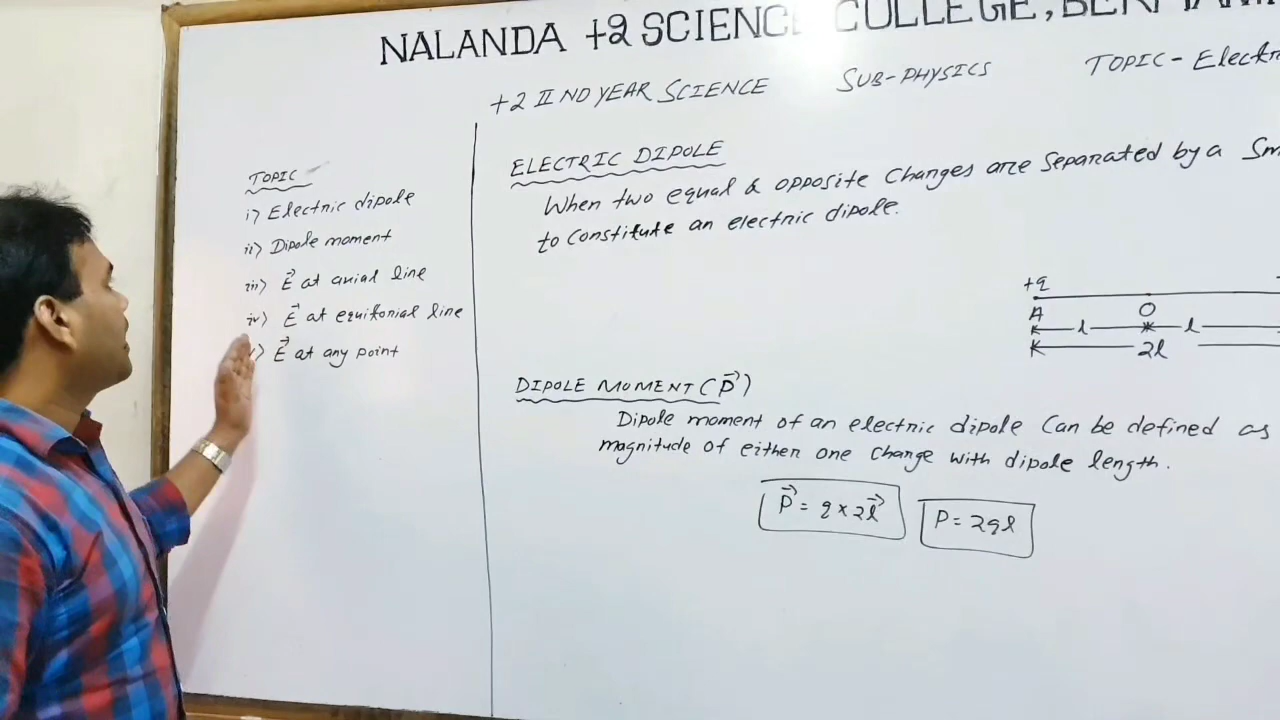 NALANDA +2 SCIENCE COLLEGE,
+2 II ND YEAR SCIENCE SUB-PHYSICS TOPIC - Electr
TOPIC
i) Electric dipole
ii) Dipole moment
iii) E⃗ at axial line
iv) E⃗ at equitorial line
) E⃗ at any point
ELECTRIC DIPOLE
When two equal & opposite charges are separated by a Sm
to constitute an electric dipole.
+q
A O
l l
2l
DIPOLE MOMENT (P⃗)
Dipole moment of an electric dipole Can be defined as
magnitude of either one charge with dipole length.
P⃗ = q × 2l⃗ P = 2ql